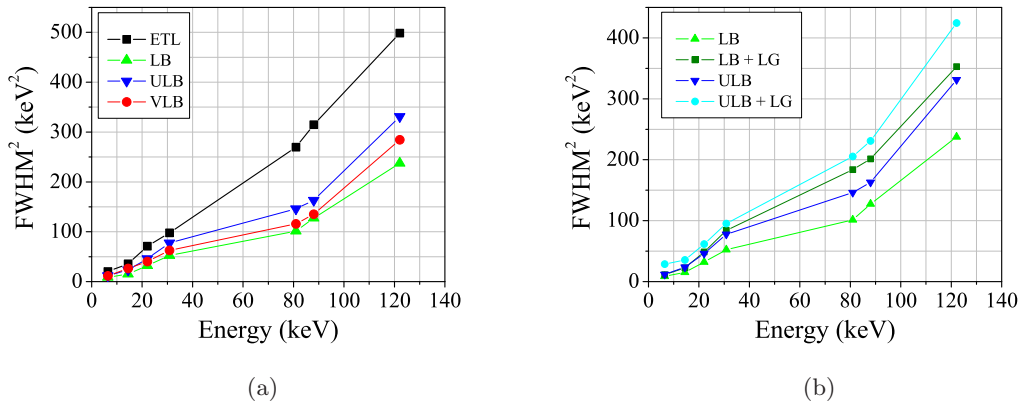 FWHM² (keV²)
500
400
300
200
100
0
ETL
LB
ULB
VLB
0 20 40 60 80 100 120 140
Energy (keV)
(a)
FWHM² (keV²)
400
300
200
100
0
LB
LB + LG
ULB
ULB + LG
0 20 40 60 80 100 120 140
Energy (keV)
(b)